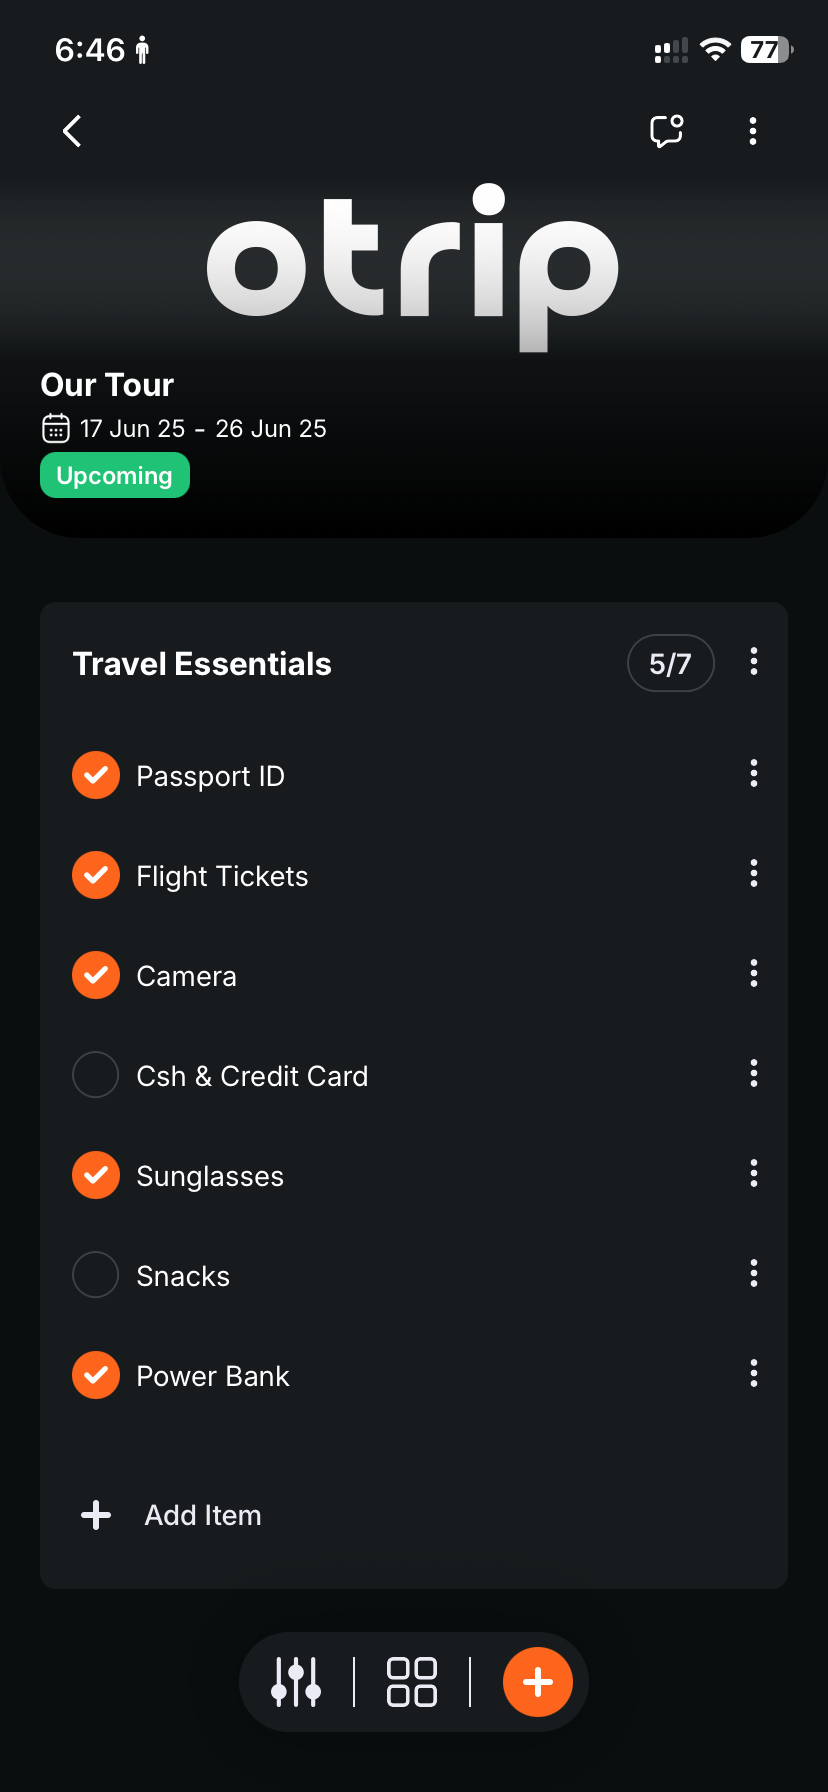 6:46
77
otrip
Our Tour
17 Jun 25 - 26 Jun 25
Upcoming
Travel Essentials
5/7
Passport ID
Flight Tickets
Camera
Csh & Credit Card
Sunglasses
Snacks
Power Bank
Add Item